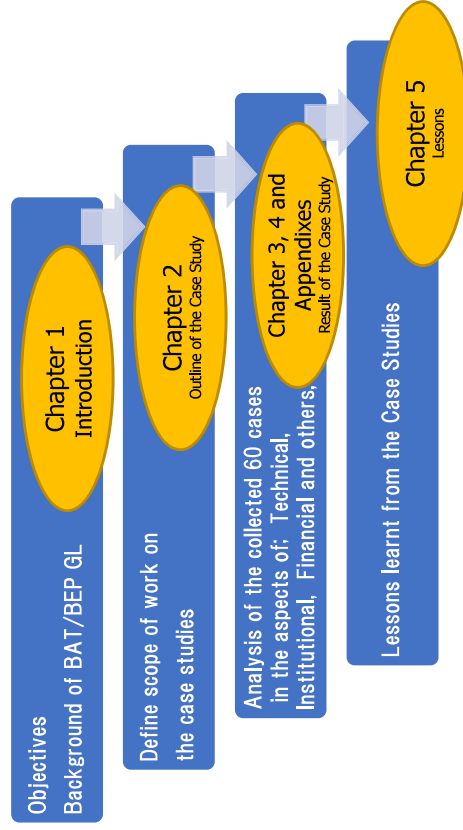 Objectives
Background of BAT/BEP GL
Chapter 1
Introduction
Define scope of work on
the case studies
Chapter 2
Outline of the Case Study
Analysis of the collected 60 cases
in the aspects of; Technical,
Institutional, Financial and others,
Chapter 3, 4 and
Appendixes
Result of the Case Study
Lessons learnt from the Case Studies
Chapter 5
Lessons